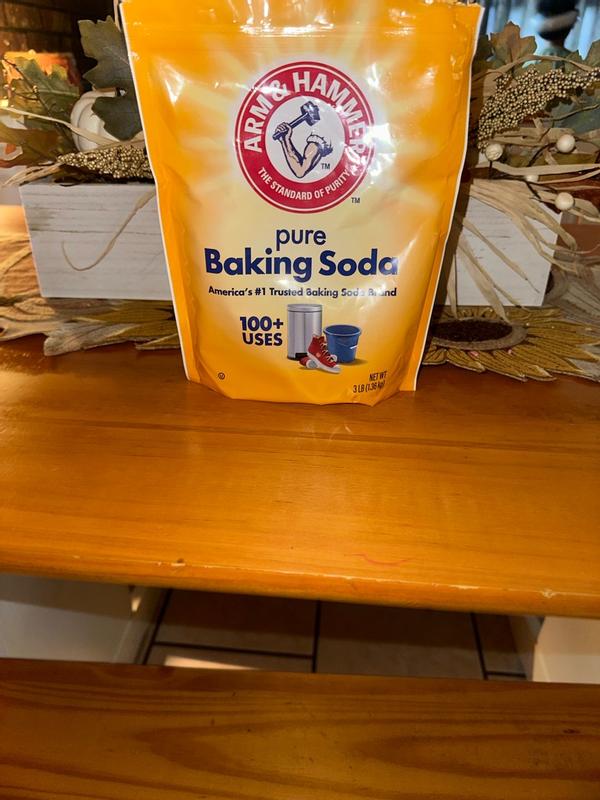 ARM & HAMMER
TM
THE STANDARD OF PURITY
TM
pure
Baking Soda
America's #1 Trusted Baking Soda Brand
100+
USES
NET WT
3 LB (1.36 kg)